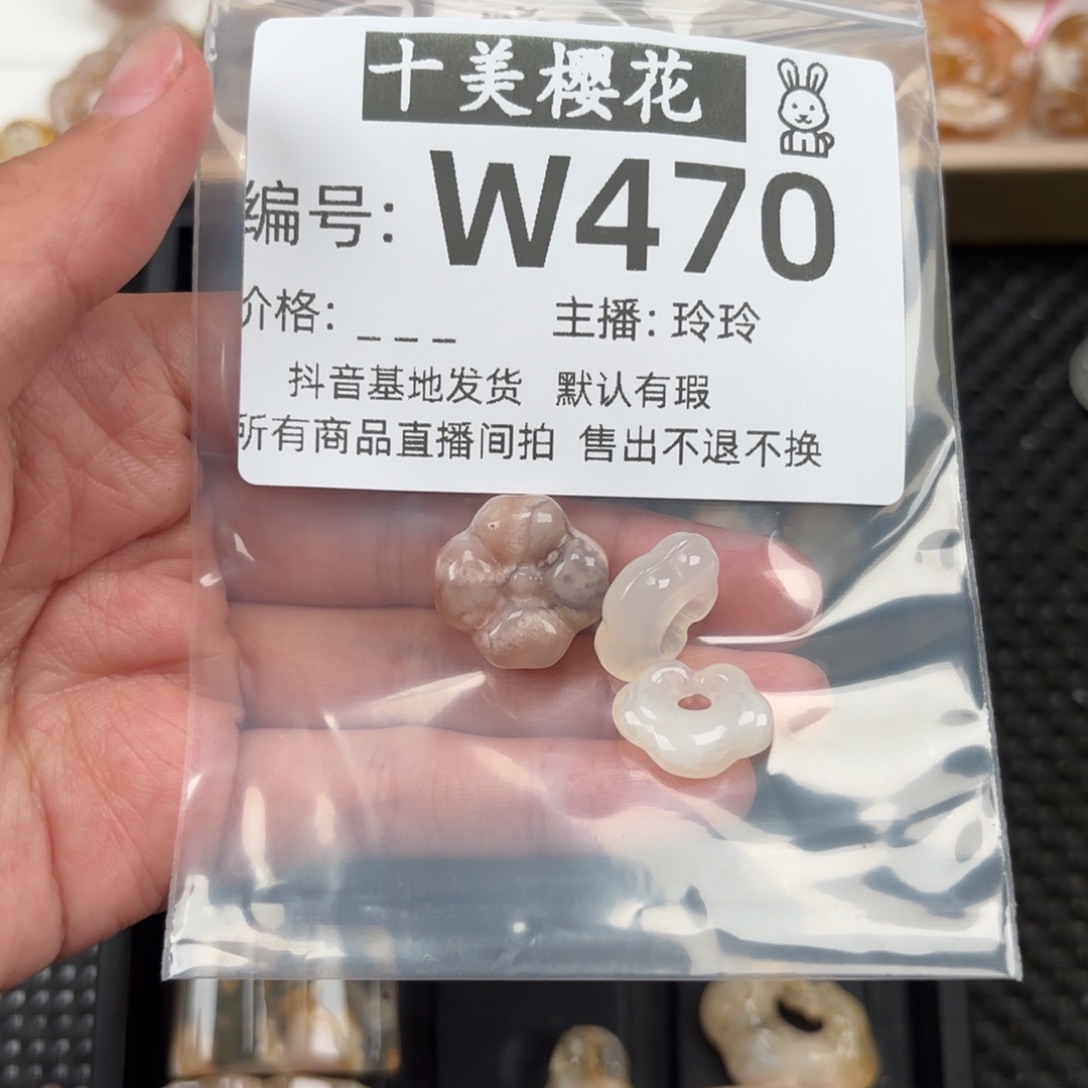 十美樱花
编号: W470
价格: _ _ _ 主播: 玲玲
抖音基地发货 默认有瑕
所有商品直播间拍 售出不退不换